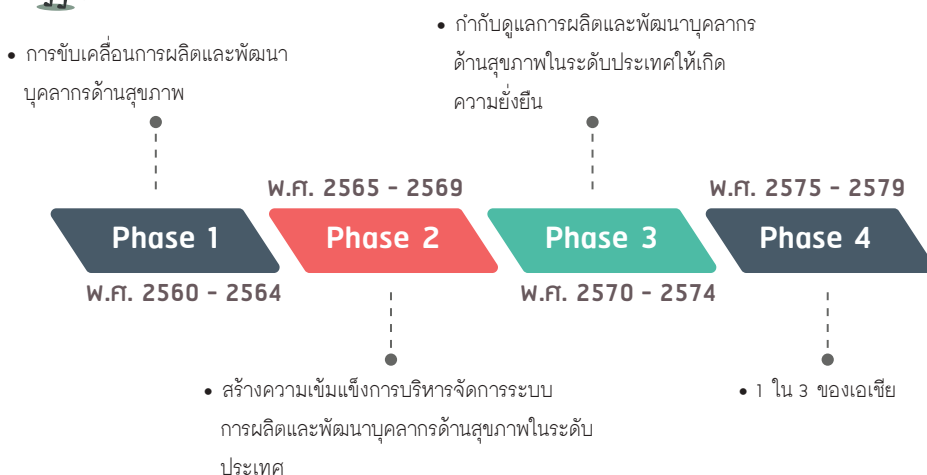 • การขับเคลื่อนการผลิตและพัฒนา
บุคลากรด้านสุขภาพ
• กำกับดูแลการผลิตและพัฒนาบุคลากร
ด้านสุขภาพในระดับประเทศให้เกิด
ความยั่งยืน
พ.ศ. 2565 - 2569
พ.ศ. 2575 - 2579
Phase 1
Phase 2
Phase 3
Phase 4
พ.ศ. 2560 - 2564
พ.ศ. 2570 - 2574
• สร้างความเข้มแข็งการบริหารจัดการระบบ
การผลิตและพัฒนาบุคลากรด้านสุขภาพในระดับ
ประเทศ
• 1 ใน 3 ของเอเชีย